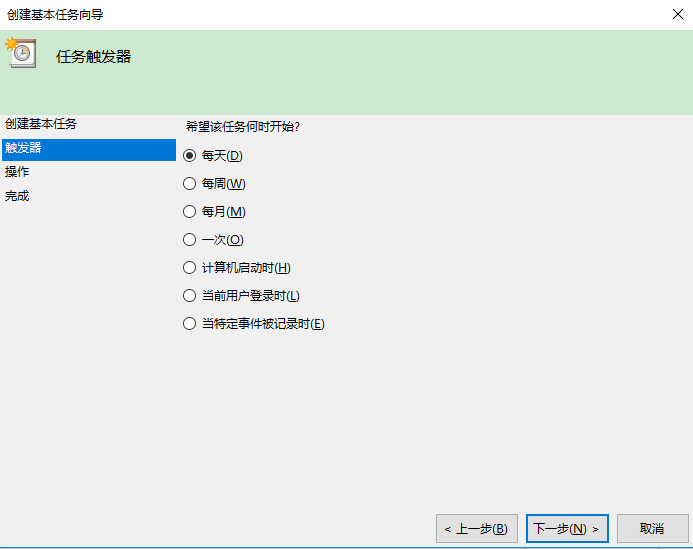 创建基本任务向导
任务触发器
创建基本任务
希望该任务何时开始?
触发器
每天(D)
操作
每周(W)
完成
每月(M)
一次(O)
计算机启动时(H)
当前用户登录时(L)
当特定事件被记录时(E)
< 上一步(B)
下一步(N) >
取消